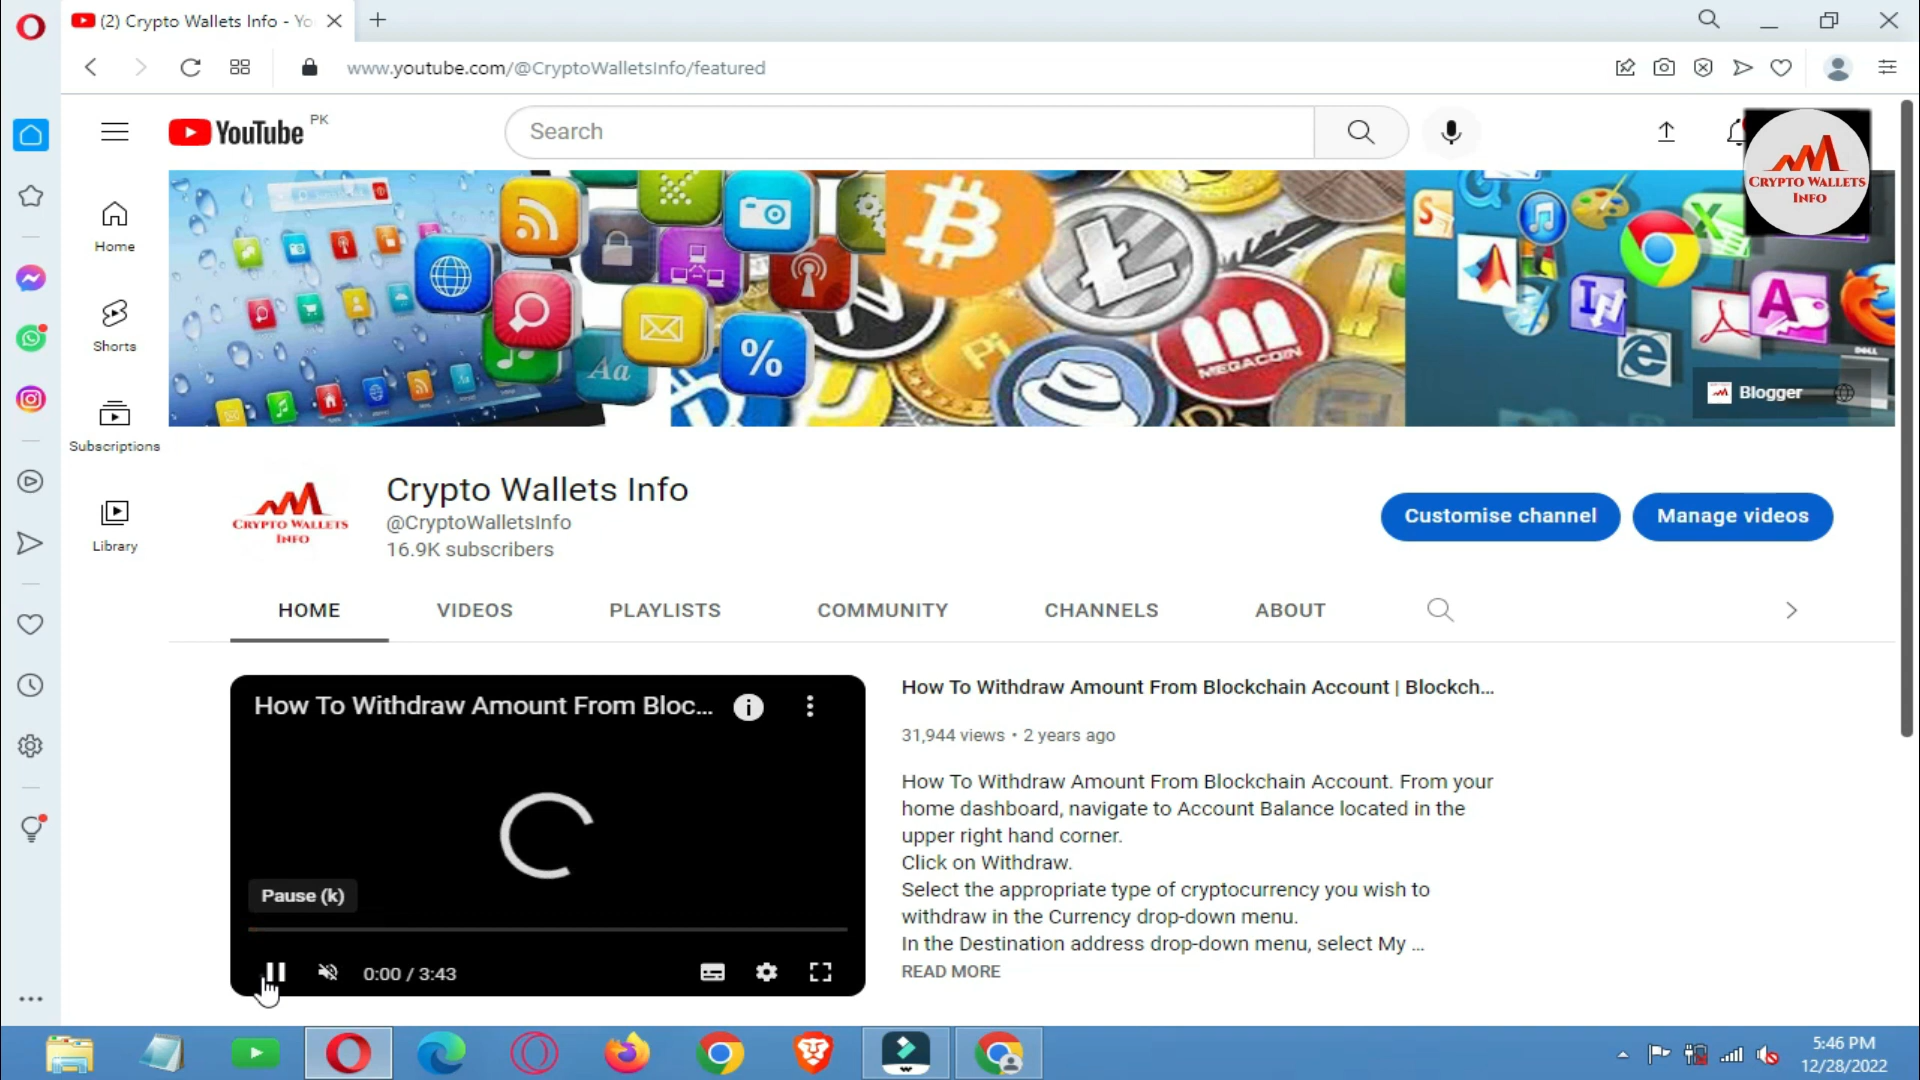 (2) Crypto Wallets Info - Yo
www.youtube.com/@CryptoWalletsInfo/featured
YouTube PK
Search
CRYPTO WALLETS
INFO
Home
Shorts
Subscriptions
Library
Aa
%
Pi
MEGACOIN
DELL
Blogger
CRYPTO WALLETS
INFO
Crypto Wallets Info
@CryptoWalletsInfo
16.9K subscribers
Customise channel
Manage videos
HOME VIDEOS PLAYLISTS COMMUNITY CHANNELS ABOUT
How To Withdraw Amount From Bloc...
Pause (k)
0:00 / 3:43
How To Withdraw Amount From Blockchain Account | Blockch...
31,944 views • 2 years ago
How To Withdraw Amount From Blockchain Account. From your
home dashboard, navigate to Account Balance located in the
upper right hand corner.
Click on Withdraw.
Select the appropriate type of cryptocurrency you wish to
withdraw in the Currency drop-down menu.
In the Destination address drop-down menu, select My ...
READ MORE
5:46 PM
12/28/2022